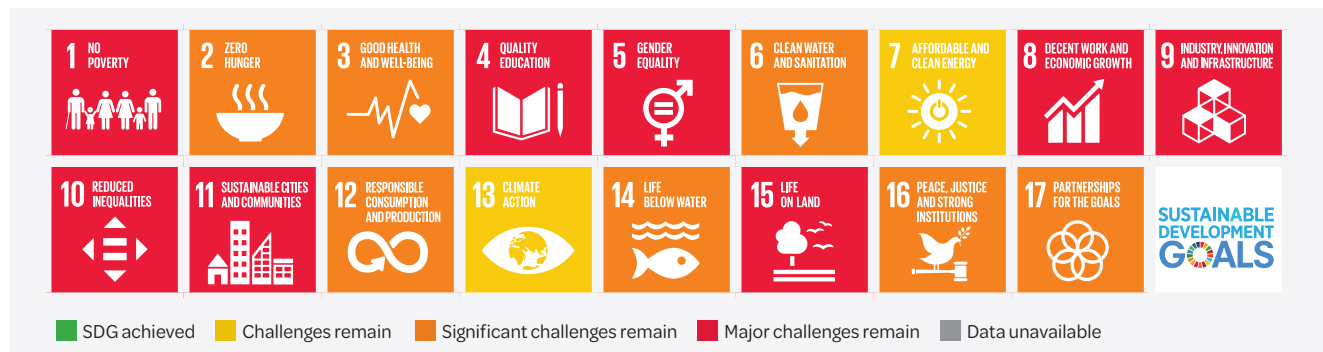 1 NO
POVERTY
2 ZERO
HUNGER
3 GOOD HEALTH
AND WELL-BEING
4 QUALITY
EDUCATION
5 GENDER
EQUALITY
6 CLEAN WATER
AND SANITATION
7 AFFORDABLE AND
CLEAN ENERGY
8 DECENT WORK AND
ECONOMIC GROWTH
9 INDUSTRY, INNOVATION
AND INFRASTRUCTURE
10 REDUCED
INEQUALITIES
11 SUSTAINABLE CITIES
AND COMMUNITIES
12 RESPONSIBLE
CONSUMPTION
AND PRODUCTION
13 CLIMATE
ACTION
14 LIFE
BELOW WATER
15 LIFE
ON LAND
16 PEACE, JUSTICE
AND STRONG
INSTITUTIONS
17 PARTNERSHIPS
FOR THE GOALS
SUSTAINABLE
DEVELOPMENT
GOALS
SDG achieved Challenges remain Significant challenges remain Major challenges remain Data unavailable